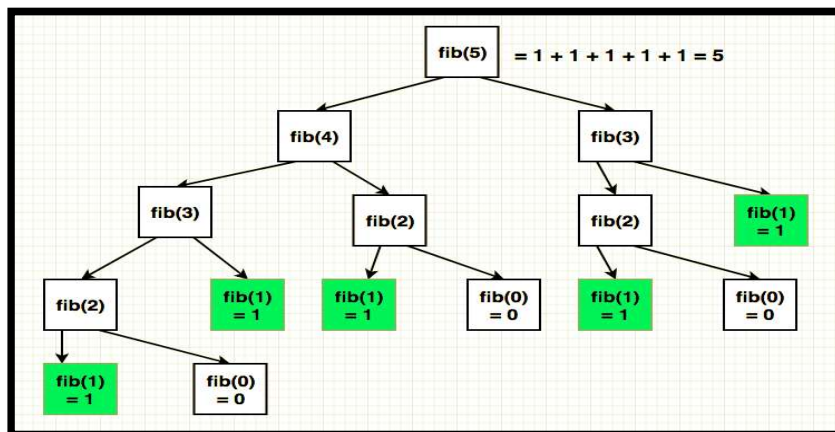 fib(5)
= 1 + 1 + 1 + 1 + 1 = 5
fib(4)
fib(3)
fib(3)
fib(2)
fib(2)
fib(1)
= 1
fib(2)
fib(1)
= 1
fib(1)
= 1
fib(0)
= 0
fib(1)
= 1
fib(0)
= 0
fib(1)
= 1
fib(0)
= 0